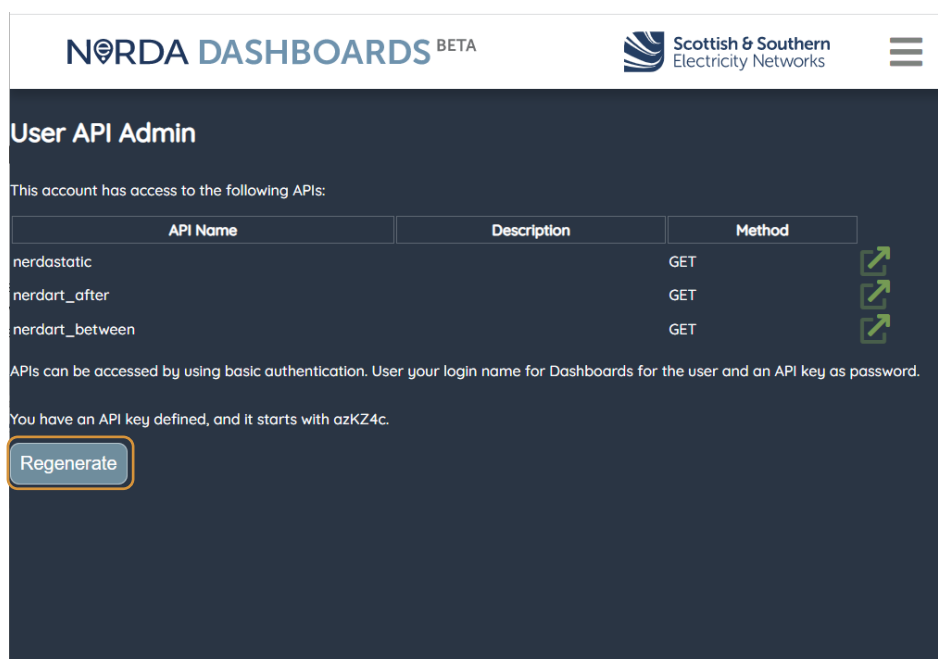 NERDA DASHBOARDS BETA
Scottish & Southern
Electricity Networks
User API Admin
This account has access to the following APIs:
API Name Description Method
nerdastatic GET
nerdart_after GET
nerdart_between GET
APIs can be accessed by using basic authentication. User your login name for Dashboards for the user and an API key as password.
You have an API key defined, and it starts with azKZ4c.
Regenerate